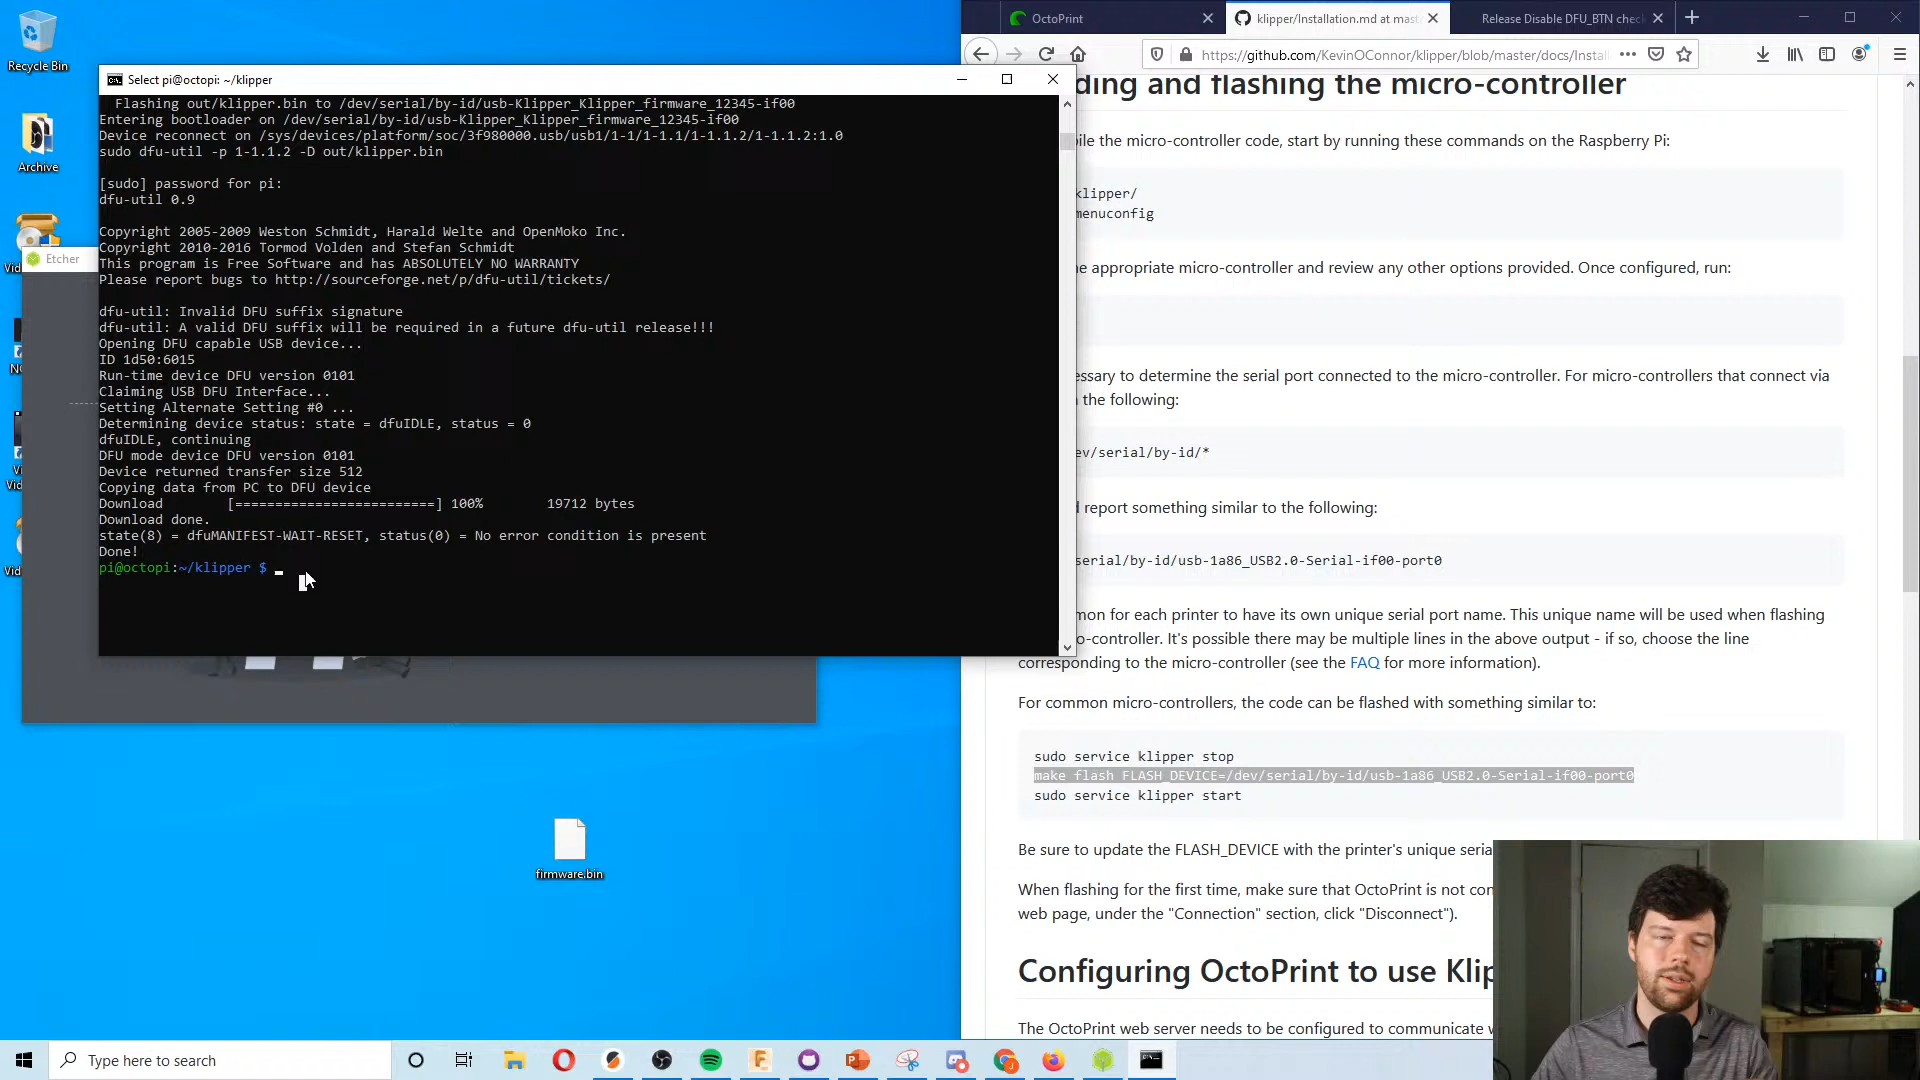 Recycle Bin
Archive
Etcher
Select pi@octopi: ~/klipper
Flashing out/klipper.bin to /dev/serial/by-id/usb-Klipper_Klipper_firmware_12345-if00
Entering bootloader on /dev/serial/by-id/usb-Klipper_Klipper_firmware_12345-if00
Device reconnect on /sys/devices/platform/soc/3f980000.usb/usb1/1-1/1-1.1/1-1.1.2/1-1.1.2:1.0
sudo dfu-util -p 1-1.1.2 -D out/klipper.bin
[sudo] password for pi:
dfu-util 0.9
Copyright 2005-2009 Weston Schmidt, Harald Welte and OpenMoko Inc.
Copyright 2010-2016 Tormod Volden and Stefan Schmidt
This program is Free Software and has ABSOLUTELY NO WARRANTY
Please report bugs to http://sourceforge.net/p/dfu-util/tickets/
dfu-util: Invalid DFU suffix signature
dfu-util: A valid DFU suffix will be required in a future dfu-util release!!!
Opening DFU capable USB device...
ID 1d50:6015
Run-time device DFU version 0101
Claiming USB DFU Interface...
Setting Alternate Setting #0 ...
Determining device status: state = dfuIDLE, status = 0
dfuIDLE, continuing
DFU mode device DFU version 0101
Device returned transfer size 512
Copying data from PC to DFU device
Download [=========================] 100% 19712 bytes
Download done.
state(8) = dfuMANIFEST-WAIT-RESET, status(0) = No error condition is present
Done!
pi@octopi:~/klipper $
firmware.bin
Type here to search
OctoPrint
klipper/Installation.md at mast
Release Disable DFU_BTN check
https://github.com/KevinOConnor/klipper/blob/master/docs/Install
ding and flashing the micro-controller
ile the micro-controller code, start by running these commands on the Raspberry Pi:
klipper/
menuconfig
e appropriate micro-controller and review any other options provided. Once configured, run:
essary to determine the serial port connected to the micro-controller. For micro-controllers that connect via
the following:
ev/serial/by-id/*
d report something similar to the following:
serial/by-id/usb-1a86_USB2.0-Serial-if00-port0
mon for each printer to have its own unique serial port name. This unique name will be used when flashing
o-controller. It's possible there may be multiple lines in the above output - if so, choose the line
corresponding to the micro-controller (see the FAQ for more information).
For common micro-controllers, the code can be flashed with something similar to:
sudo service klipper stop
make flash FLASH_DEVICE=/dev/serial/by-id/usb-1a86_USB2.0-Serial-if00-port0
sudo service klipper start
Be sure to update the FLASH_DEVICE with the printer's unique seria
When flashing for the first time, make sure that OctoPrint is not con
web page, under the "Connection" section, click "Disconnect").
Configuring OctoPrint to use Klip
The OctoPrint web server needs to be configured to communicate w